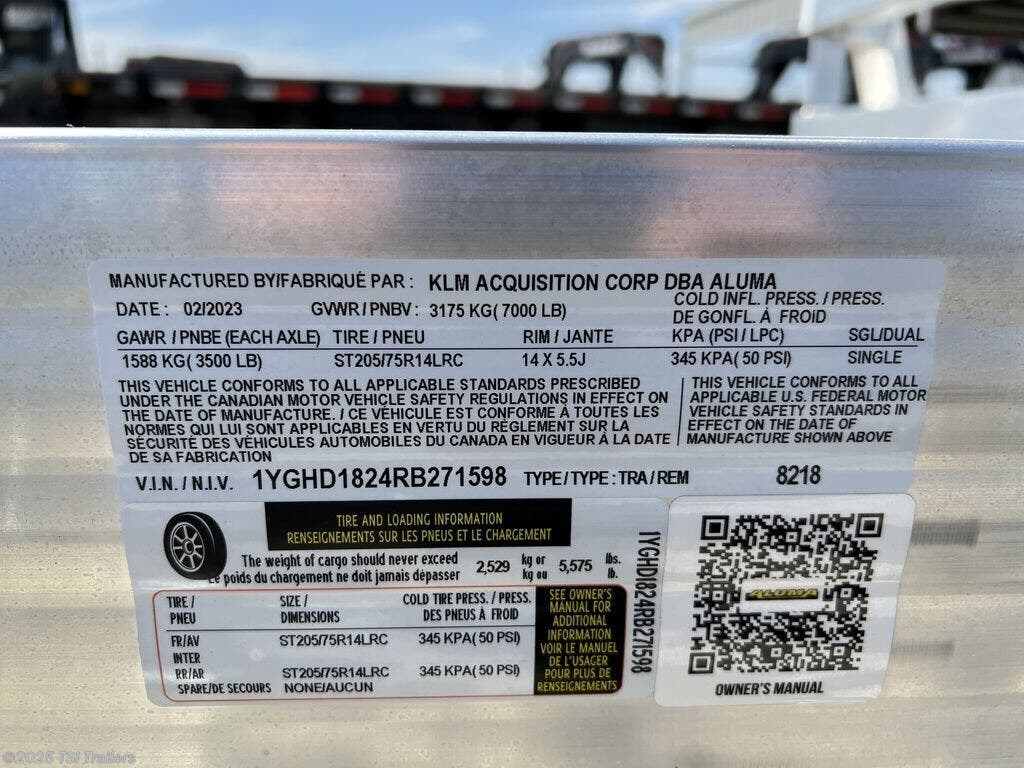 MANUFACTURED BY/FABRIQUÉ PAR : KLM ACQUISITION CORP DBA ALUMA
DATE : 02/2023 GVWR / PNBV : 3175 KG( 7000 LB) COLD INFL. PRESS. / PRESS.
DE GONFL. À FROID
GAWR / PNBE (EACH AXLE) TIRE / PNEU RIM / JANTE KPA (PSI / LPC) SGL/DUAL
1588 KG( 3500 LB) ST205/75R14LRC 14 X 5.5J 345 KPA( 50 PSI) SINGLE
THIS VEHICLE CONFORMS TO ALL APPLICABLE STANDARDS PRESCRIBED
UNDER THE CANADIAN MOTOR VEHICLE SAFETY REGULATIONS IN EFFECT ON
THE DATE OF MANUFACTURE. / CE VÉHICULE EST CONFORME À TOUTES LES
NORMES QUI LUI SONT APPLICABLES EN VERTU DU RÈGLEMENT SUR LA
SÉCURITÉ DES VÉHICULES AUTOMOBILES DU CANADA EN VIGUEUR À LA DATE
DE SA FABRICATION
THIS VEHICLE CONFORMS TO ALL
APPLICABLE U.S. FEDERAL MOTOR
VEHICLE SAFETY STANDARDS IN
EFFECT ON THE DATE OF
MANUFACTURE SHOWN ABOVE
V.I.N. / N.I.V. 1YGHD1824RB271598 TYPE / TYPE : TRA / REM 8218
TIRE AND LOADING INFORMATION
RENSEIGNEMENTS SUR LES PNEUS ET LE CHARGEMENT
The weight of cargo should never exceed 2,529 kg or 5,575 lbs.
Le poids du chargement ne doit jamais dépasser kg ou lb.
TIRE / SIZE / COLD TIRE PRESS. / PRESS.
PNEU DIMENSIONS DES PNEUS À FROID
FR/AV ST205/75R14LRC 345 KPA( 50 PSI)
INTER
RR/AR ST205/75R14LRC 345 KPA( 50 PSI)
SPARE/DE SECOURS NONE/AUCUN
SEE OWNER'S
MANUAL FOR
ADDITIONAL
INFORMATION
VOIR LE MANUEL
DE L'USAGER
POUR PLUS DE
RENSEIGNEMENTS
1YGHD1824RB271598
ALUMA
OWNER'S MANUAL
©2025 TSI Trailers